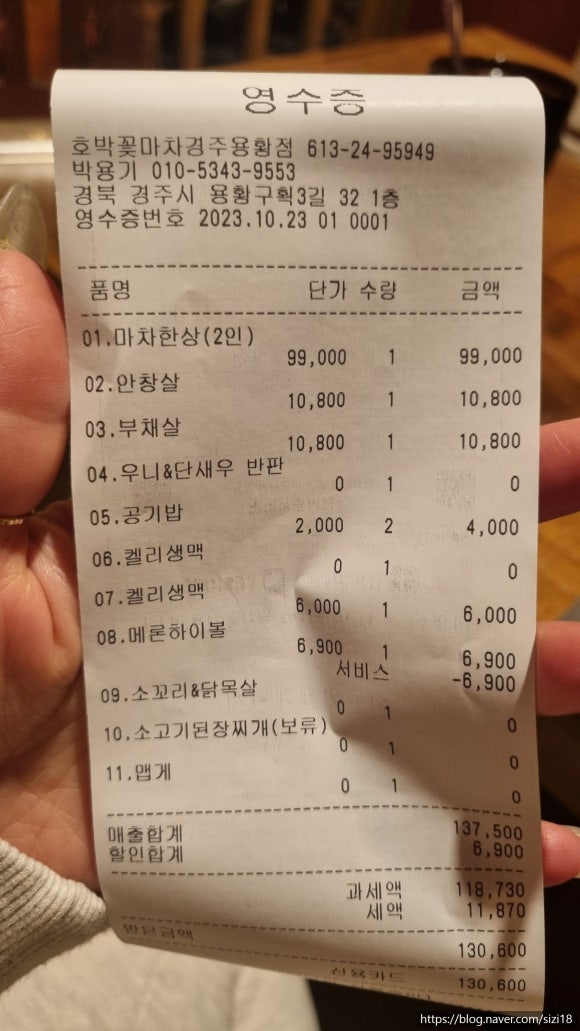 영수증
호박꽃마차경주용황점 613-24-95949
박용기 010-5343-9553
경북 경주시 용황구획3길 32 1층
영수증번호 2023.10.23 01 0001
품명 단가 수량 금액
01.마차한상(2인)
99,000 1 99,000
02.안창살
10,800 1 10,800
03.부채살
10,800 1 10,800
04.우니&단새우 반판
0 1 0
05.공기밥
2,000 2 4,000
06.켈리생맥
0 1 0
07.켈리생맥
6,000 1 6,000
08.메론하이볼
6,900 1 6,900
서비스 -6,900
09.소꼬리&닭목살
0 1 0
10.소고기된장찌개(보류)
0 1 0
11.맵게
0 1 0
매출합계 137,500
할인합계 6,900
과세액 118,730
세액 11,870
받은금액 130,600
신용카드 130,600
https://blog.naver.com/sizi18